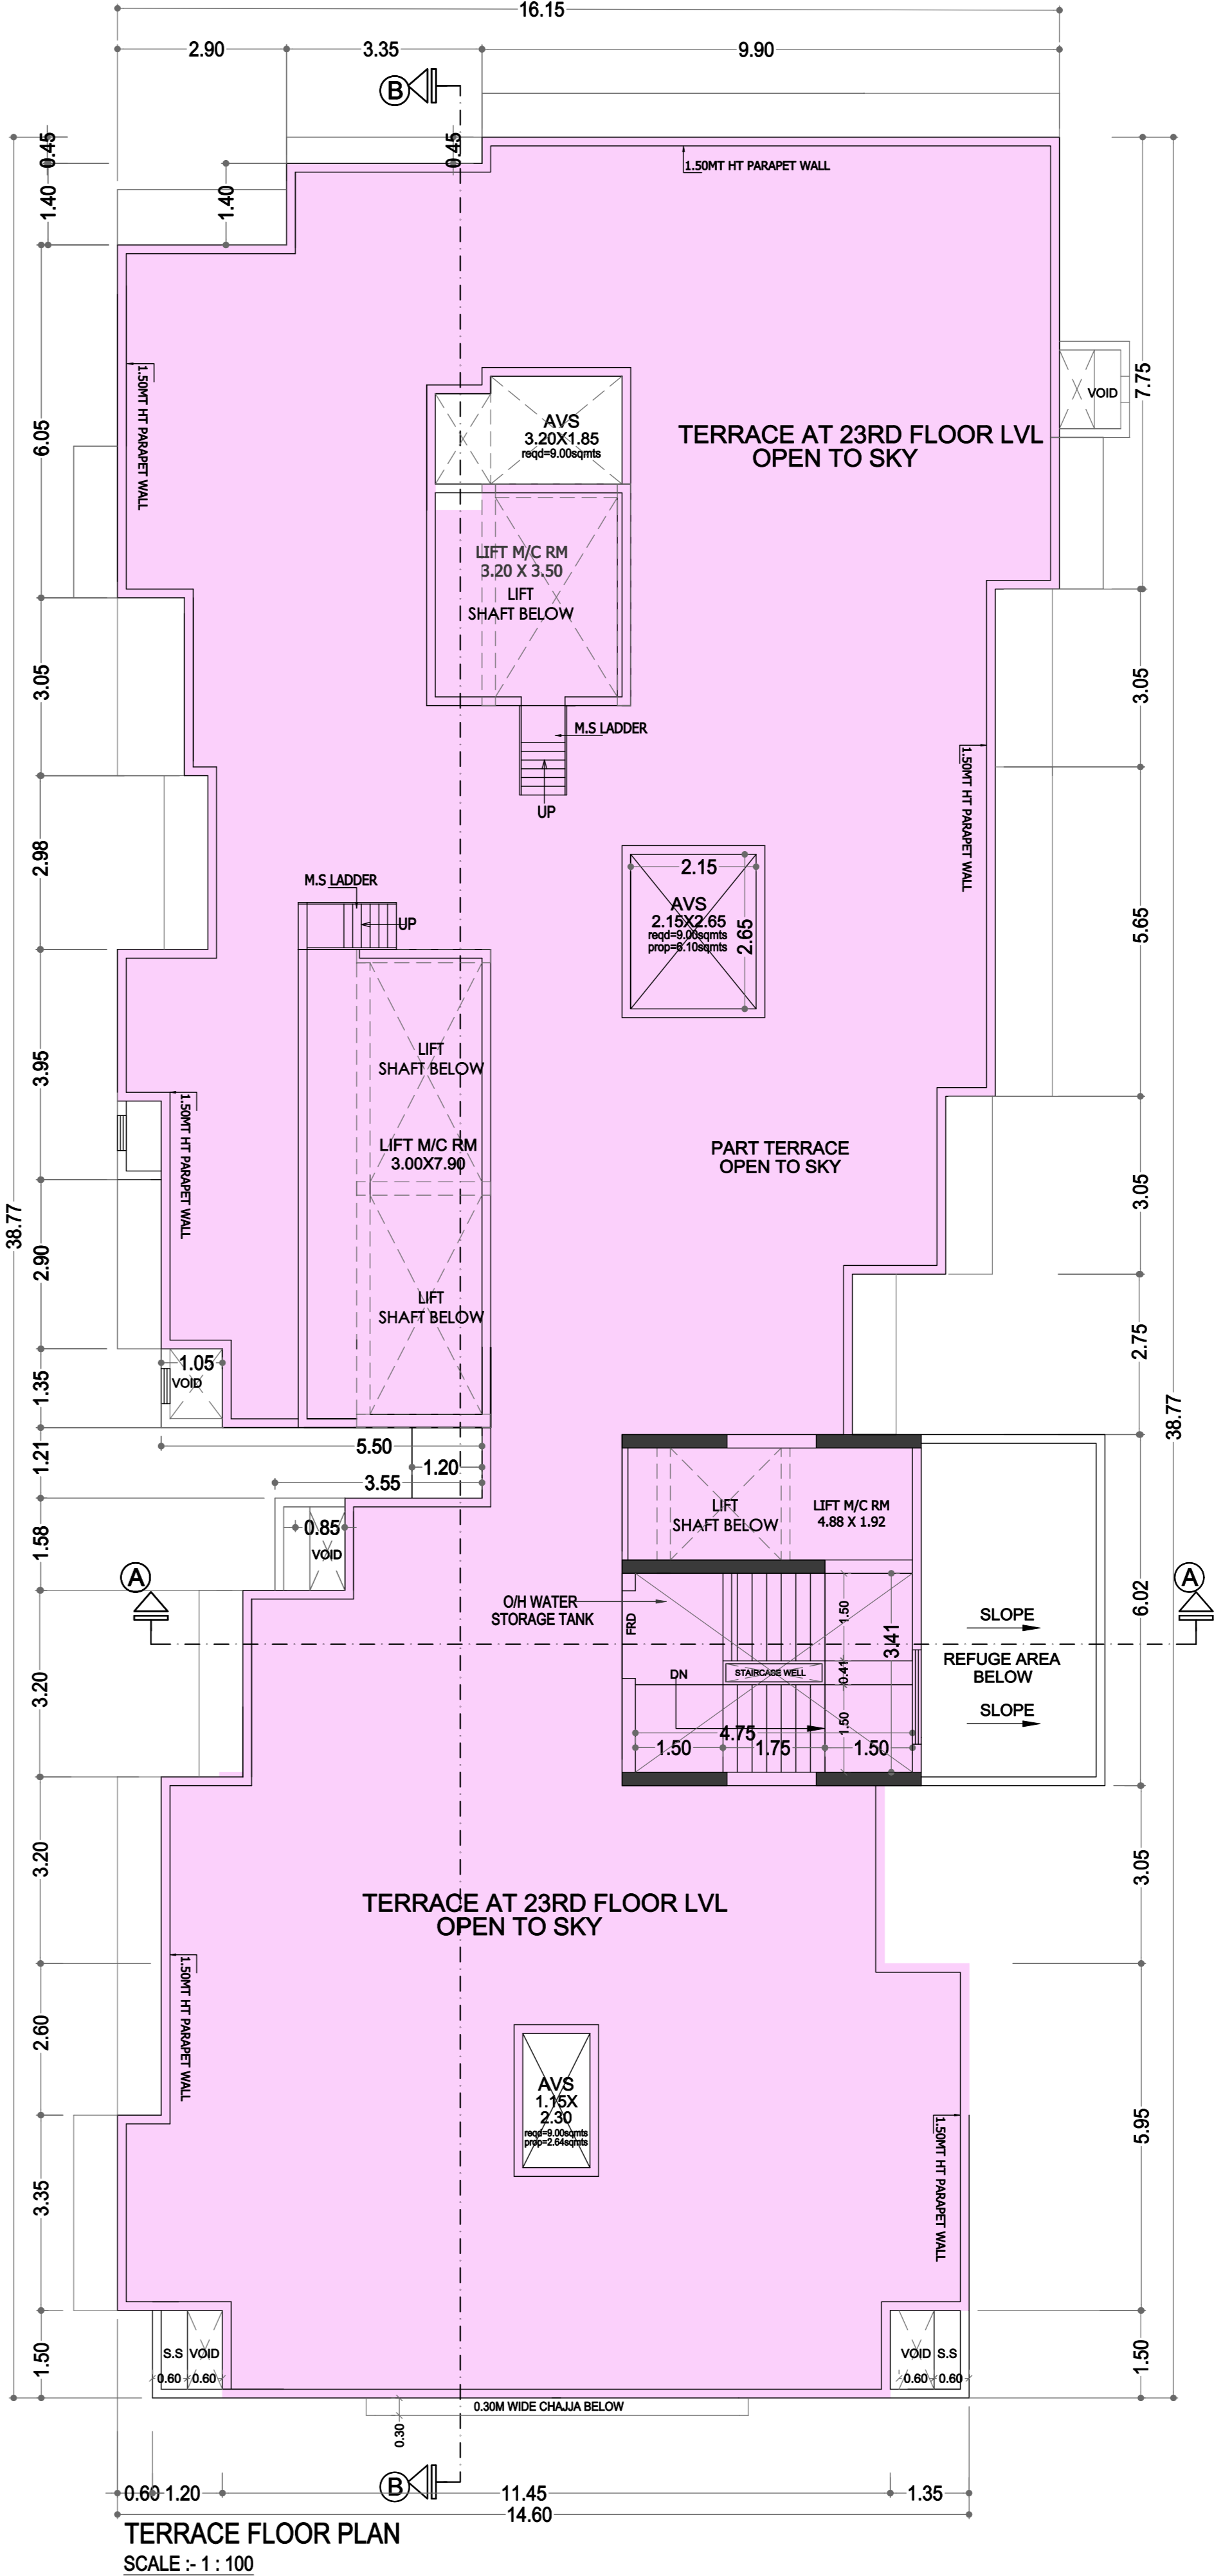 16.15
2.90
3.35
9.90
B
0.45
0.45
1.40
1.40
1.50MT HT PARAPET WALL
6.05
1.50MT HT PARAPET WALL
VOID
7.75
AVS
3.20X1.85
reqd=9.00sqmts
TERRACE AT 23RD FLOOR LVL
OPEN TO SKY
LIFT M/C RM
3.20 X 3.50
LIFT
SHAFT BELOW
3.05
3.05
M.S LADDER
UP
1.50MT HT PARAPET WALL
2.98
M.S LADDER
UP
2.15
AVS
2.15X2.65
reqd=9.00sqmts
prop=6.10sqmts
2.65
5.65
3.95
LIFT
SHAFT BELOW
1.50MT HT PARAPET WALL
LIFT M/C RM
3.00X7.90
PART TERRACE
OPEN TO SKY
3.05
38.77
2.90
LIFT
SHAFT BELOW
2.75
1.05
VOID
1.35
38.77
5.50
1.21
1.20
3.55
LIFT
SHAFT BELOW
LIFT M/C RM
4.88 X 1.92
0.85
VOID
1.58
A
A
O/H WATER
STORAGE TANK
FRD
1.50
3.41
6.02
SLOPE
REFUGE AREA
BELOW
SLOPE
DN
STAIRCASE WELL
0.41
1.50
4.75
1.50
1.75
1.50
3.20
3.20
3.05
TERRACE AT 23RD FLOOR LVL
OPEN TO SKY
1.50MT HT PARAPET WALL
2.60
AVS
1.15X
2.30
reqd=9.00sqmts
prop=2.64sqmts
1.50MT HT PARAPET WALL
5.95
3.35
1.50
S.S
VOID
0.60
0.60
VOID
S.S
0.60
0.60
1.50
0.30M WIDE CHAJJA BELOW
0.30
B
0.60
1.20
11.45
1.35
14.60
TERRACE FLOOR PLAN
SCALE :- 1 : 100